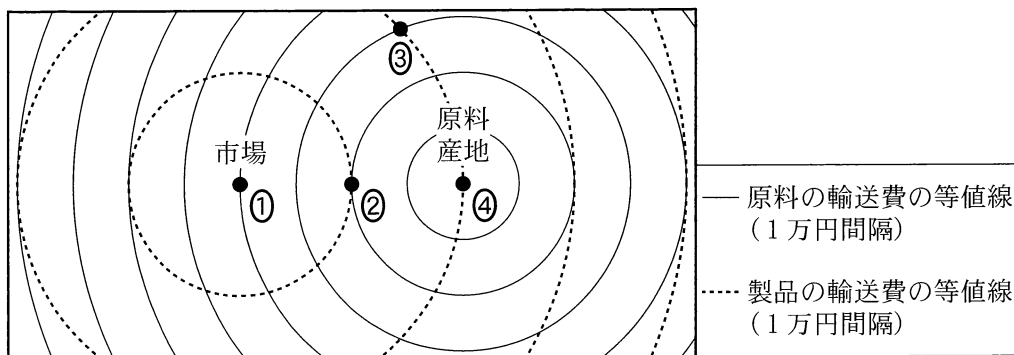 ③
原料
産地
市場
①
②
④
原料の輸送費の等値線
(1万円間隔)
製品の輸送費の等値線
(1万円間隔)